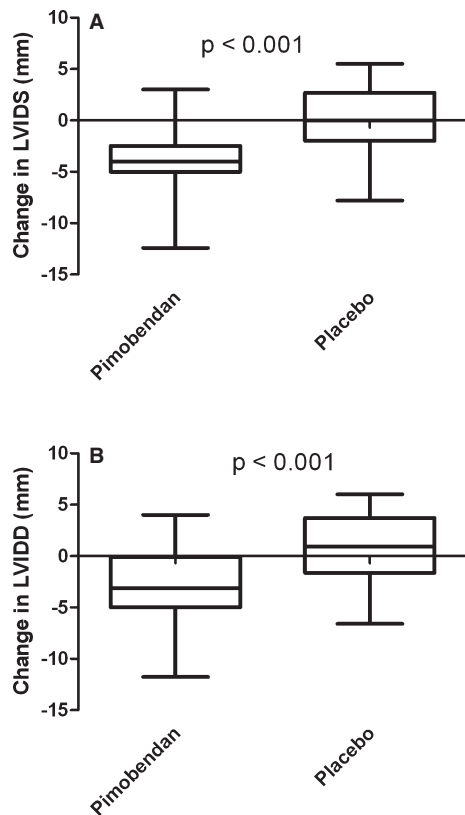 A
p < 0.001
Change in LVIDS (mm)
10
5
0
-5
-10
-15
Pimobendan
Placebo
B
p < 0.001
Change in LVIDD (mm)
10
5
0
-5
-10
-15
Pimobendan
Placebo